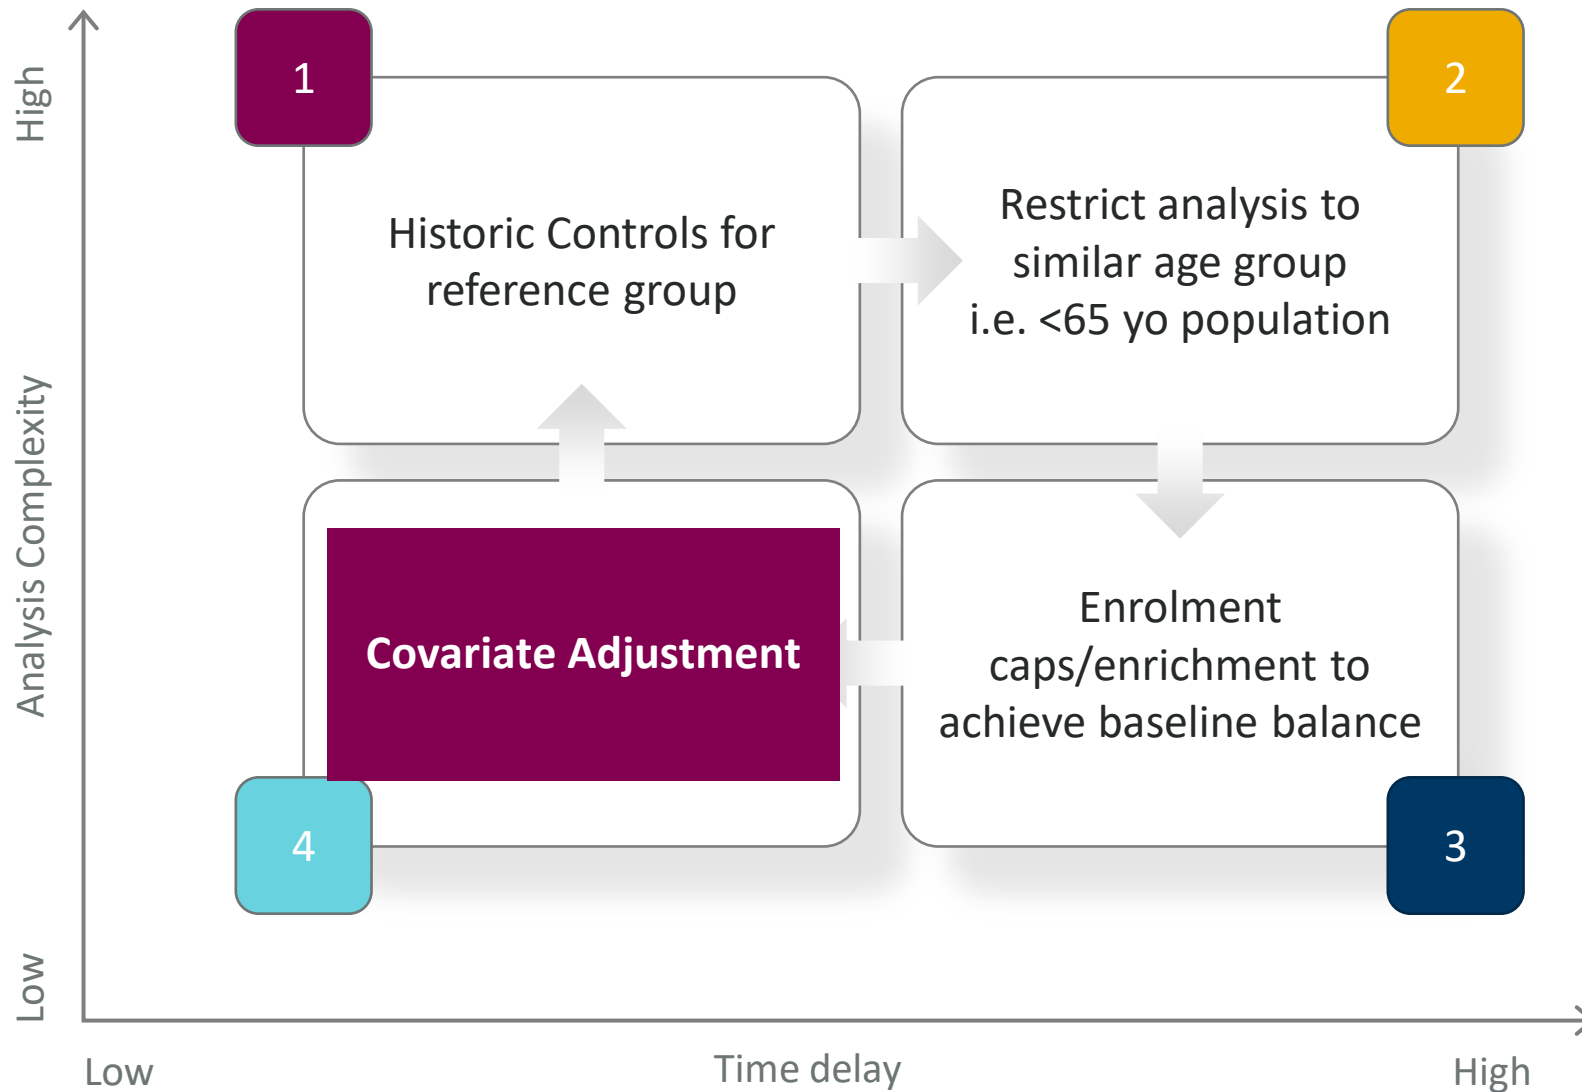 High
1
2
Historic Controls for
reference group
Restrict analysis to
similar age group
i.e. <65 yo population
Analysis Complexity
Covariate Adjustment
Enrolment
caps/enrichment to
achieve baseline balance
4
3
Low
Low
Time delay
High